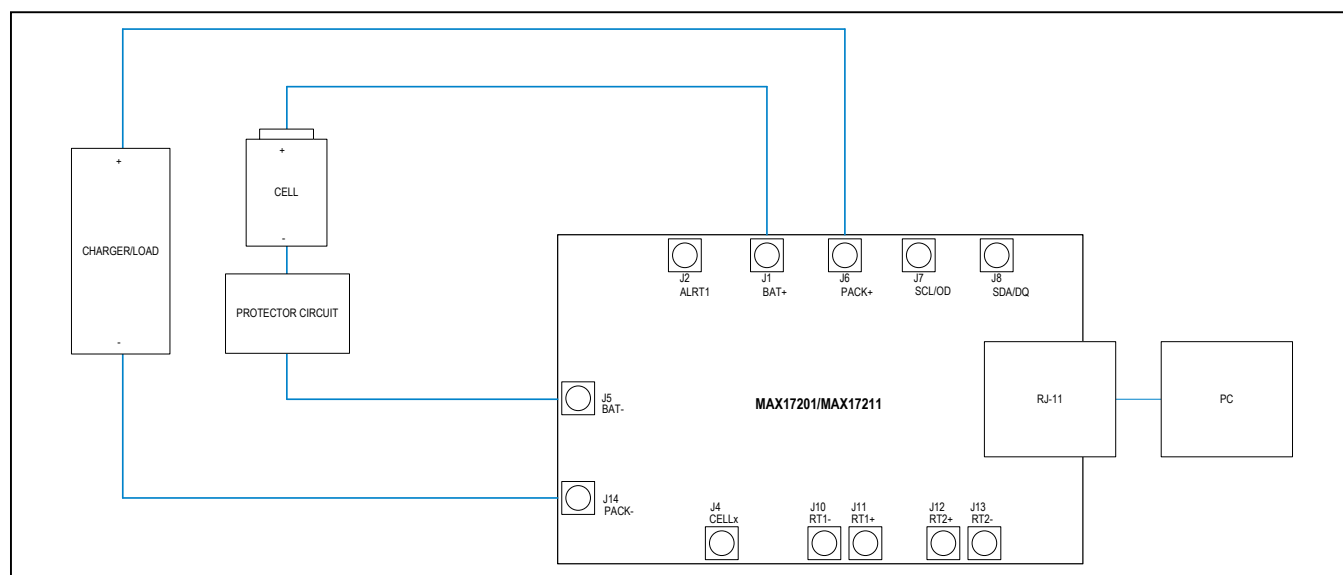 +
CHARGER/LOAD
-
+
CELL
-
PROTECTOR CIRCUIT
J2
ALRT1
J1
BAT+
J6
PACK+
J7
SCL/OD
J8
SDA/DQ
J5
BAT-
MAX17201/MAX17211
RJ-11
PC
J14
PACK-
J4
CELLx
J10
RT1-
J11
RT1+
J12
RT2+
J13
RT2-